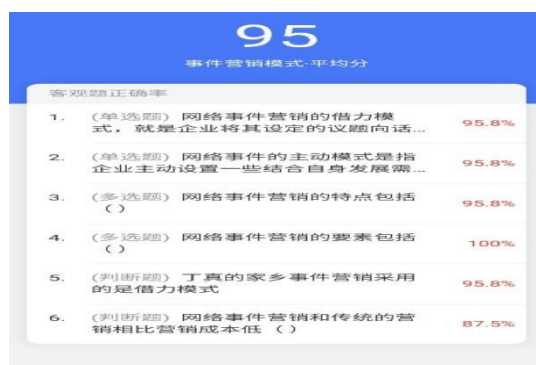 95
事件营销模式·平均分
客观题正确率
1. (单选题) 网络事件营销的借力模
式，就是企业将其设定的议题向话... 95.8%
2. (单选题) 网络事件的主动模式是指
企业主动设置一些结合自身发展需... 95.8%
3. (多选题) 网络事件营销的特点包括
() 95.8%
4. (多选题) 网络事件营销的要素包括
() 100%
5. (判断题) 丁真的家乡事件营销采用
的是借力模式 95.8%
6. (判断题) 网络事件营销和传统的营
销相比营销成本低 () 87.5%